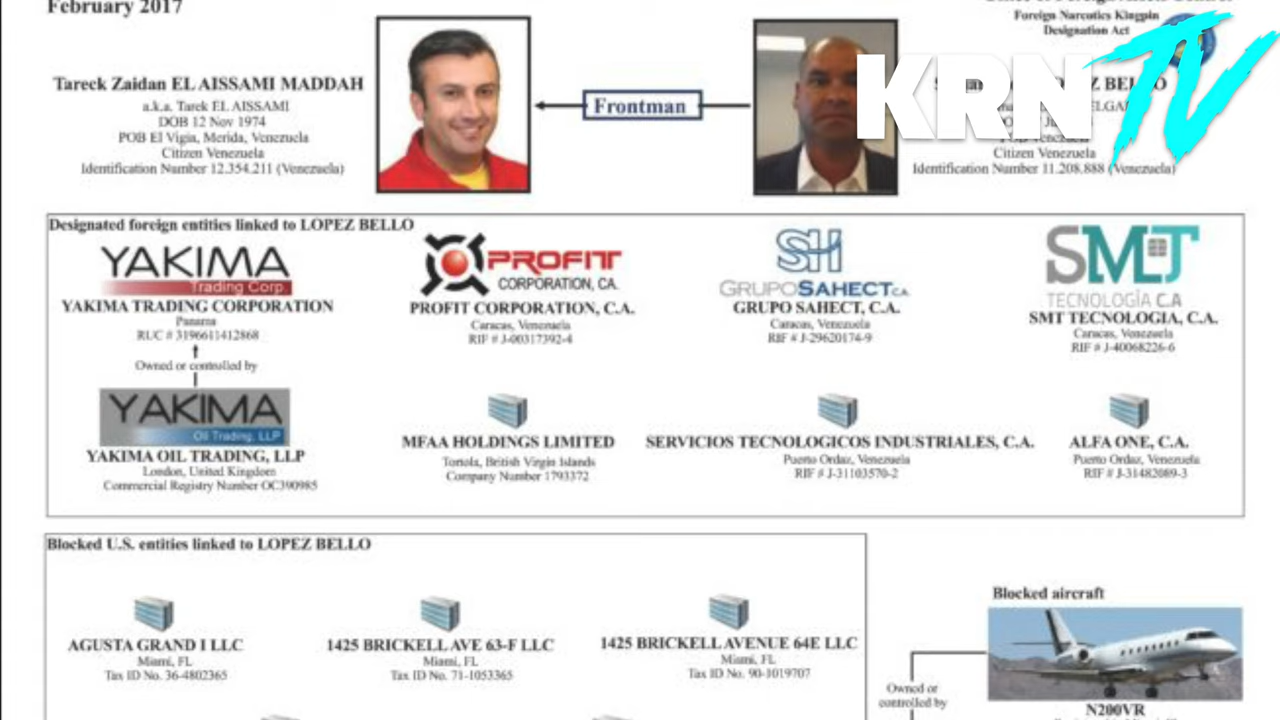 February 2017
Foreign Narcotics Kingpin
Designation Act
KRN TV
Tareck Zaidan EL AISSAMI MADDAH
a.k.a. Tarek EL AISSAMI
DOB 12 Nov 1974
POB El Vigia, Merida, Venezuela
Citizen Venezuela
Identification Number 12.354.211 (Venezuela)
Frontman
Citizen Venezuela
Identification Number 11.208.888 (Venezuela)
Designated foreign entities linked to LOPEZ BELLO
YAKIMA
Trading Corp.
YAKIMA TRADING CORPORATION
Panama
RUC # 3196611412868
Owned or controlled by
YAKIMA
Oil Trading, LLP
YAKIMA OIL TRADING, LLP
London, United Kingdom
Commercial Registry Number OC390985
PROFIT
CORPORATION, CA.
PROFIT CORPORATION, C.A.
Caracas, Venezuela
RIF # J-00317392-4
SH
GRUPOSAHECT C.A.
GRUPO SAHECT, C.A.
Caracas, Venezuela
RIF # J-29620174-9
SMT
TECNOLOGÍA C.A
SMT TECNOLOGIA, C.A.
Caracas, Venezuela
RIF # J-40068226-6
MFAA HOLDINGS LIMITED
Tortola, British Virgin Islands
Company Number 1793372
SERVICIOS TECNOLOGICOS INDUSTRIALES, C.A.
Puerto Ordaz, Venezuela
RIF # J-31103570-2
ALFA ONE, C.A.
Puerto Ordaz, Venezuela
RIF # J-31482089-3
Blocked U.S. entities linked to LOPEZ BELLO
AGUSTA GRAND I LLC
Miami, FL
Tax ID No. 36-4802365
1425 BRICKELL AVE 63-F LLC
Miami, FL
Tax ID No. 71-1053365
1425 BRICKELL AVENUE 64E LLC
Miami, FL
Tax ID No. 90-1019707
Blocked aircraft
Owned or
controlled by
N200VR